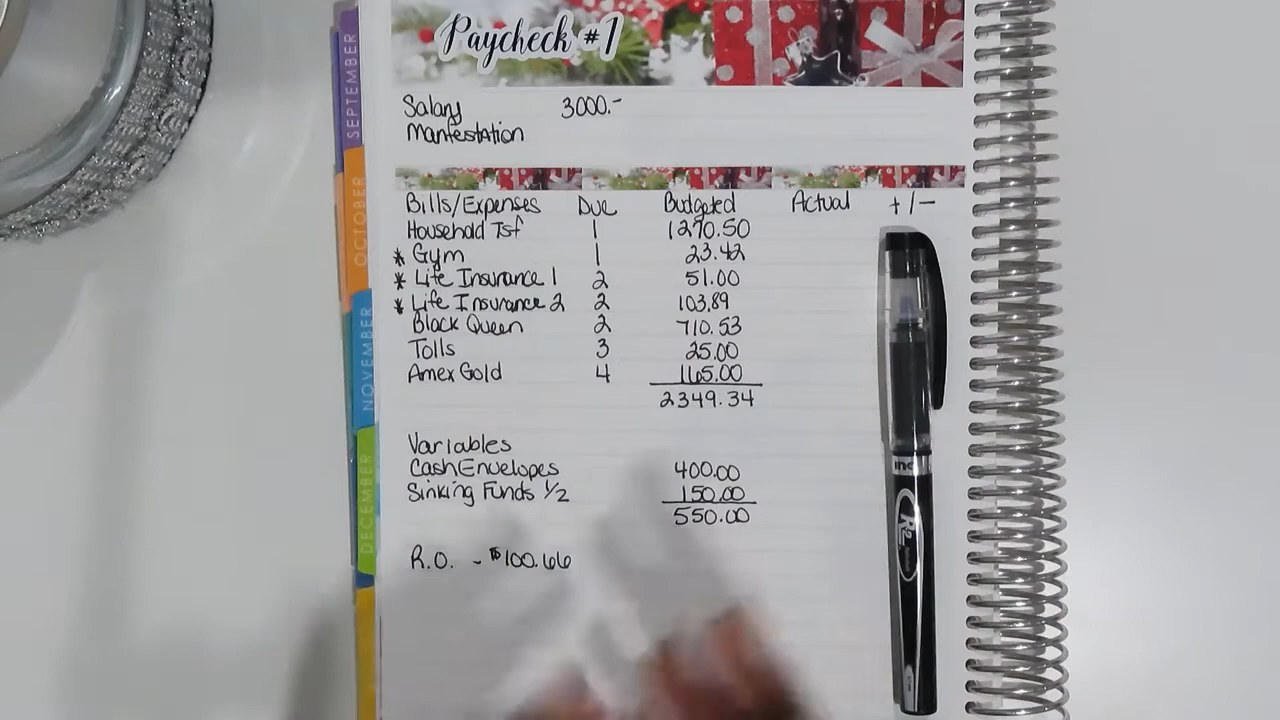 Paycheck #1
Salary 3000.-
Manfestation
Bills/Expenses Due Budgeted Actual +/-
Household Tsf 1 1270.50
* Gym 1 23.42
* Life Insurance 1 2 51.00
* Life Insurance 2 2 103.89
Black Queen 2 710.53
Tolls 3 25.00
Amex Gold 4 165.00
2349.34
Variables
Cash Envelopes 400.00
Sinking Funds 1/2 150.00
550.00
R.O. - $100.66
SEPTEMBER
OCTOBER
NOVEMBER
DECEMBER
R2